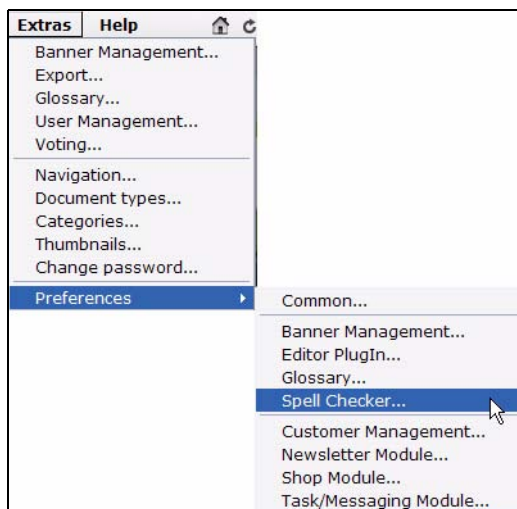 Extras Help
Banner Management...
Export...
Glossary...
User Management...
Voting...
Navigation...
Document types...
Categories...
Thumbnails...
Change password...
Preferences
Common...
Banner Management...
Editor PlugIn...
Glossary...
Spell Checker...
Customer Management...
Newsletter Module...
Shop Module...
Task/Messaging Module...